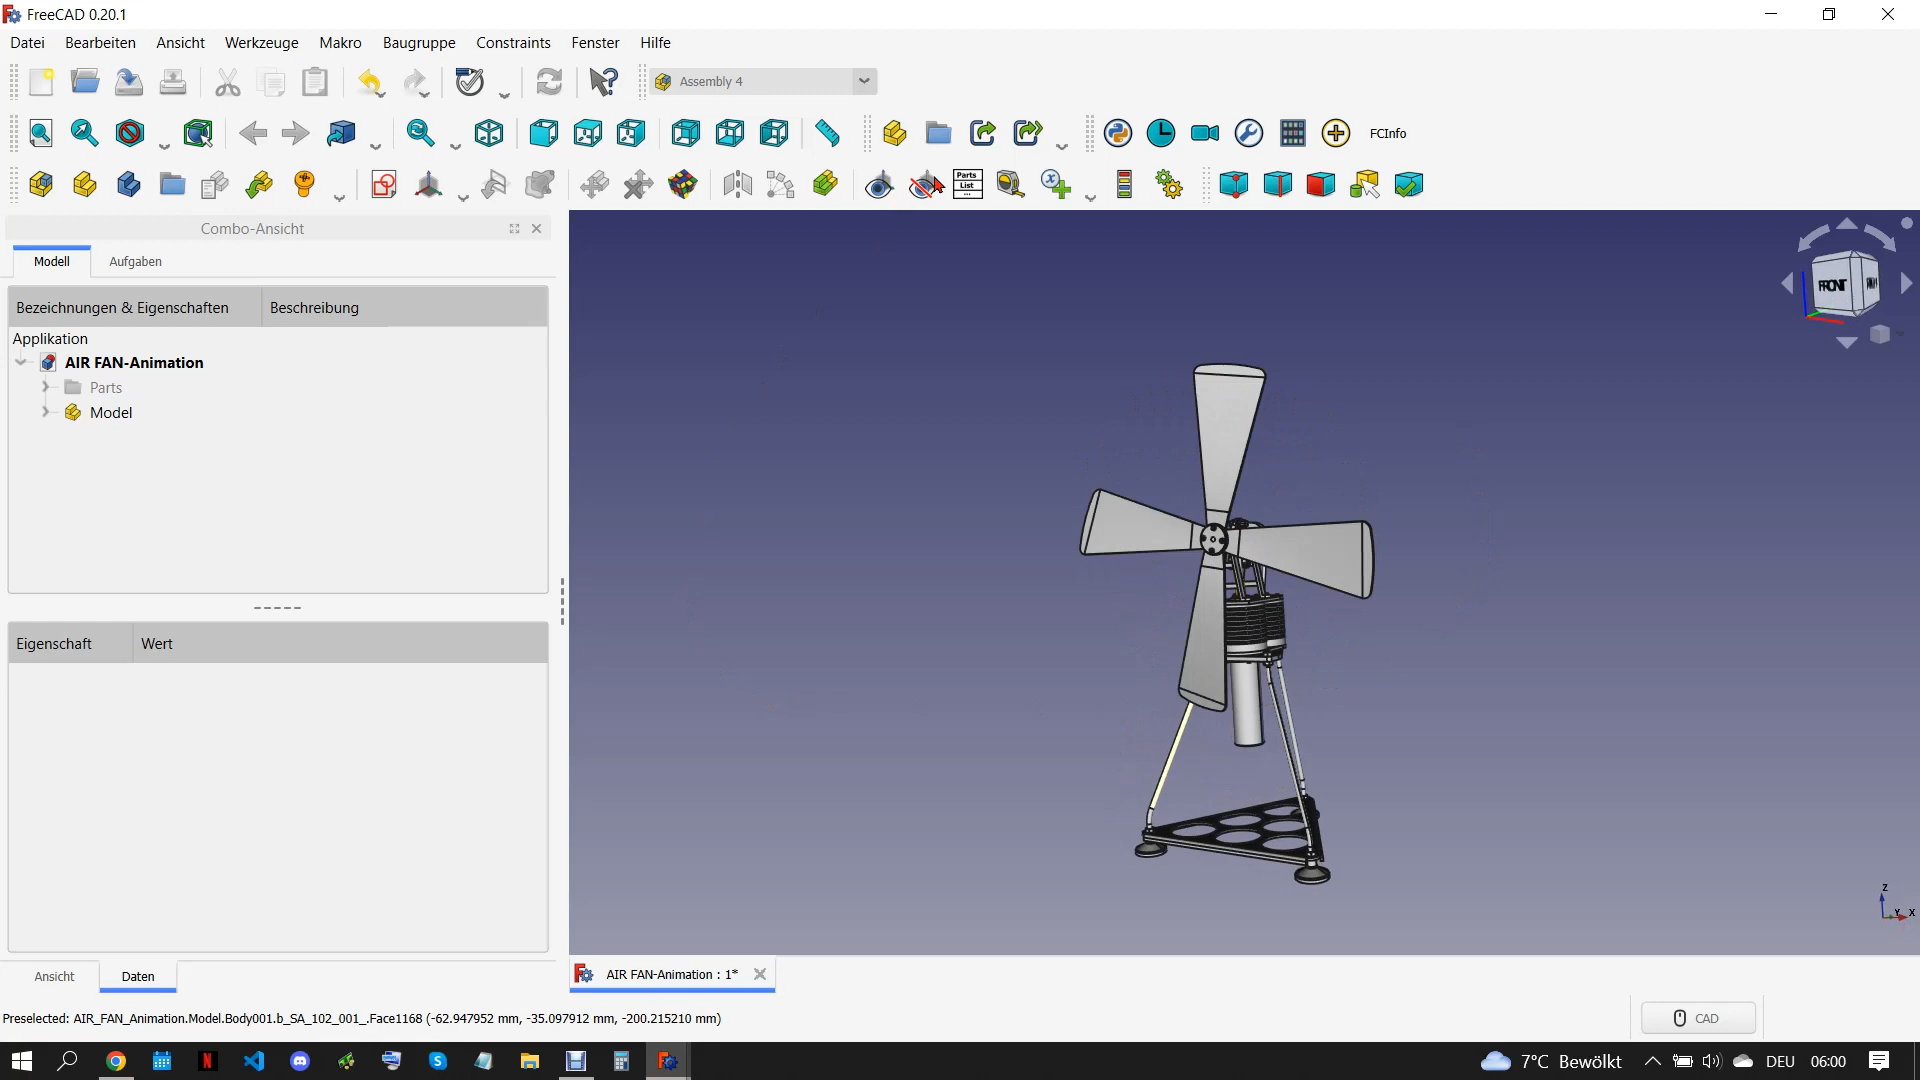 FreeCAD 0.20.1
Datei Bearbeiten Ansicht Werkzeuge Makro Baugruppe Constraints Fenster Hilfe
Assembly 4
FCInfo
Parts
List
Combo-Ansicht
Modell Aufgaben
Bezeichnungen & Eigenschaften Beschreibung
Applikation
AIR FAN-Animation
Parts
Model
FRONT
Z
Y X
Eigenschaft Wert
Ansicht Daten
AIR FAN-Animation : 1*
Preselected: AIR_FAN_Animation.Model.Body001.b_SA_102_001_.Face1168 (-62.947952 mm, -35.097912 mm, -200.215210 mm)
CAD
7°C Bewölkt DEU 06:00